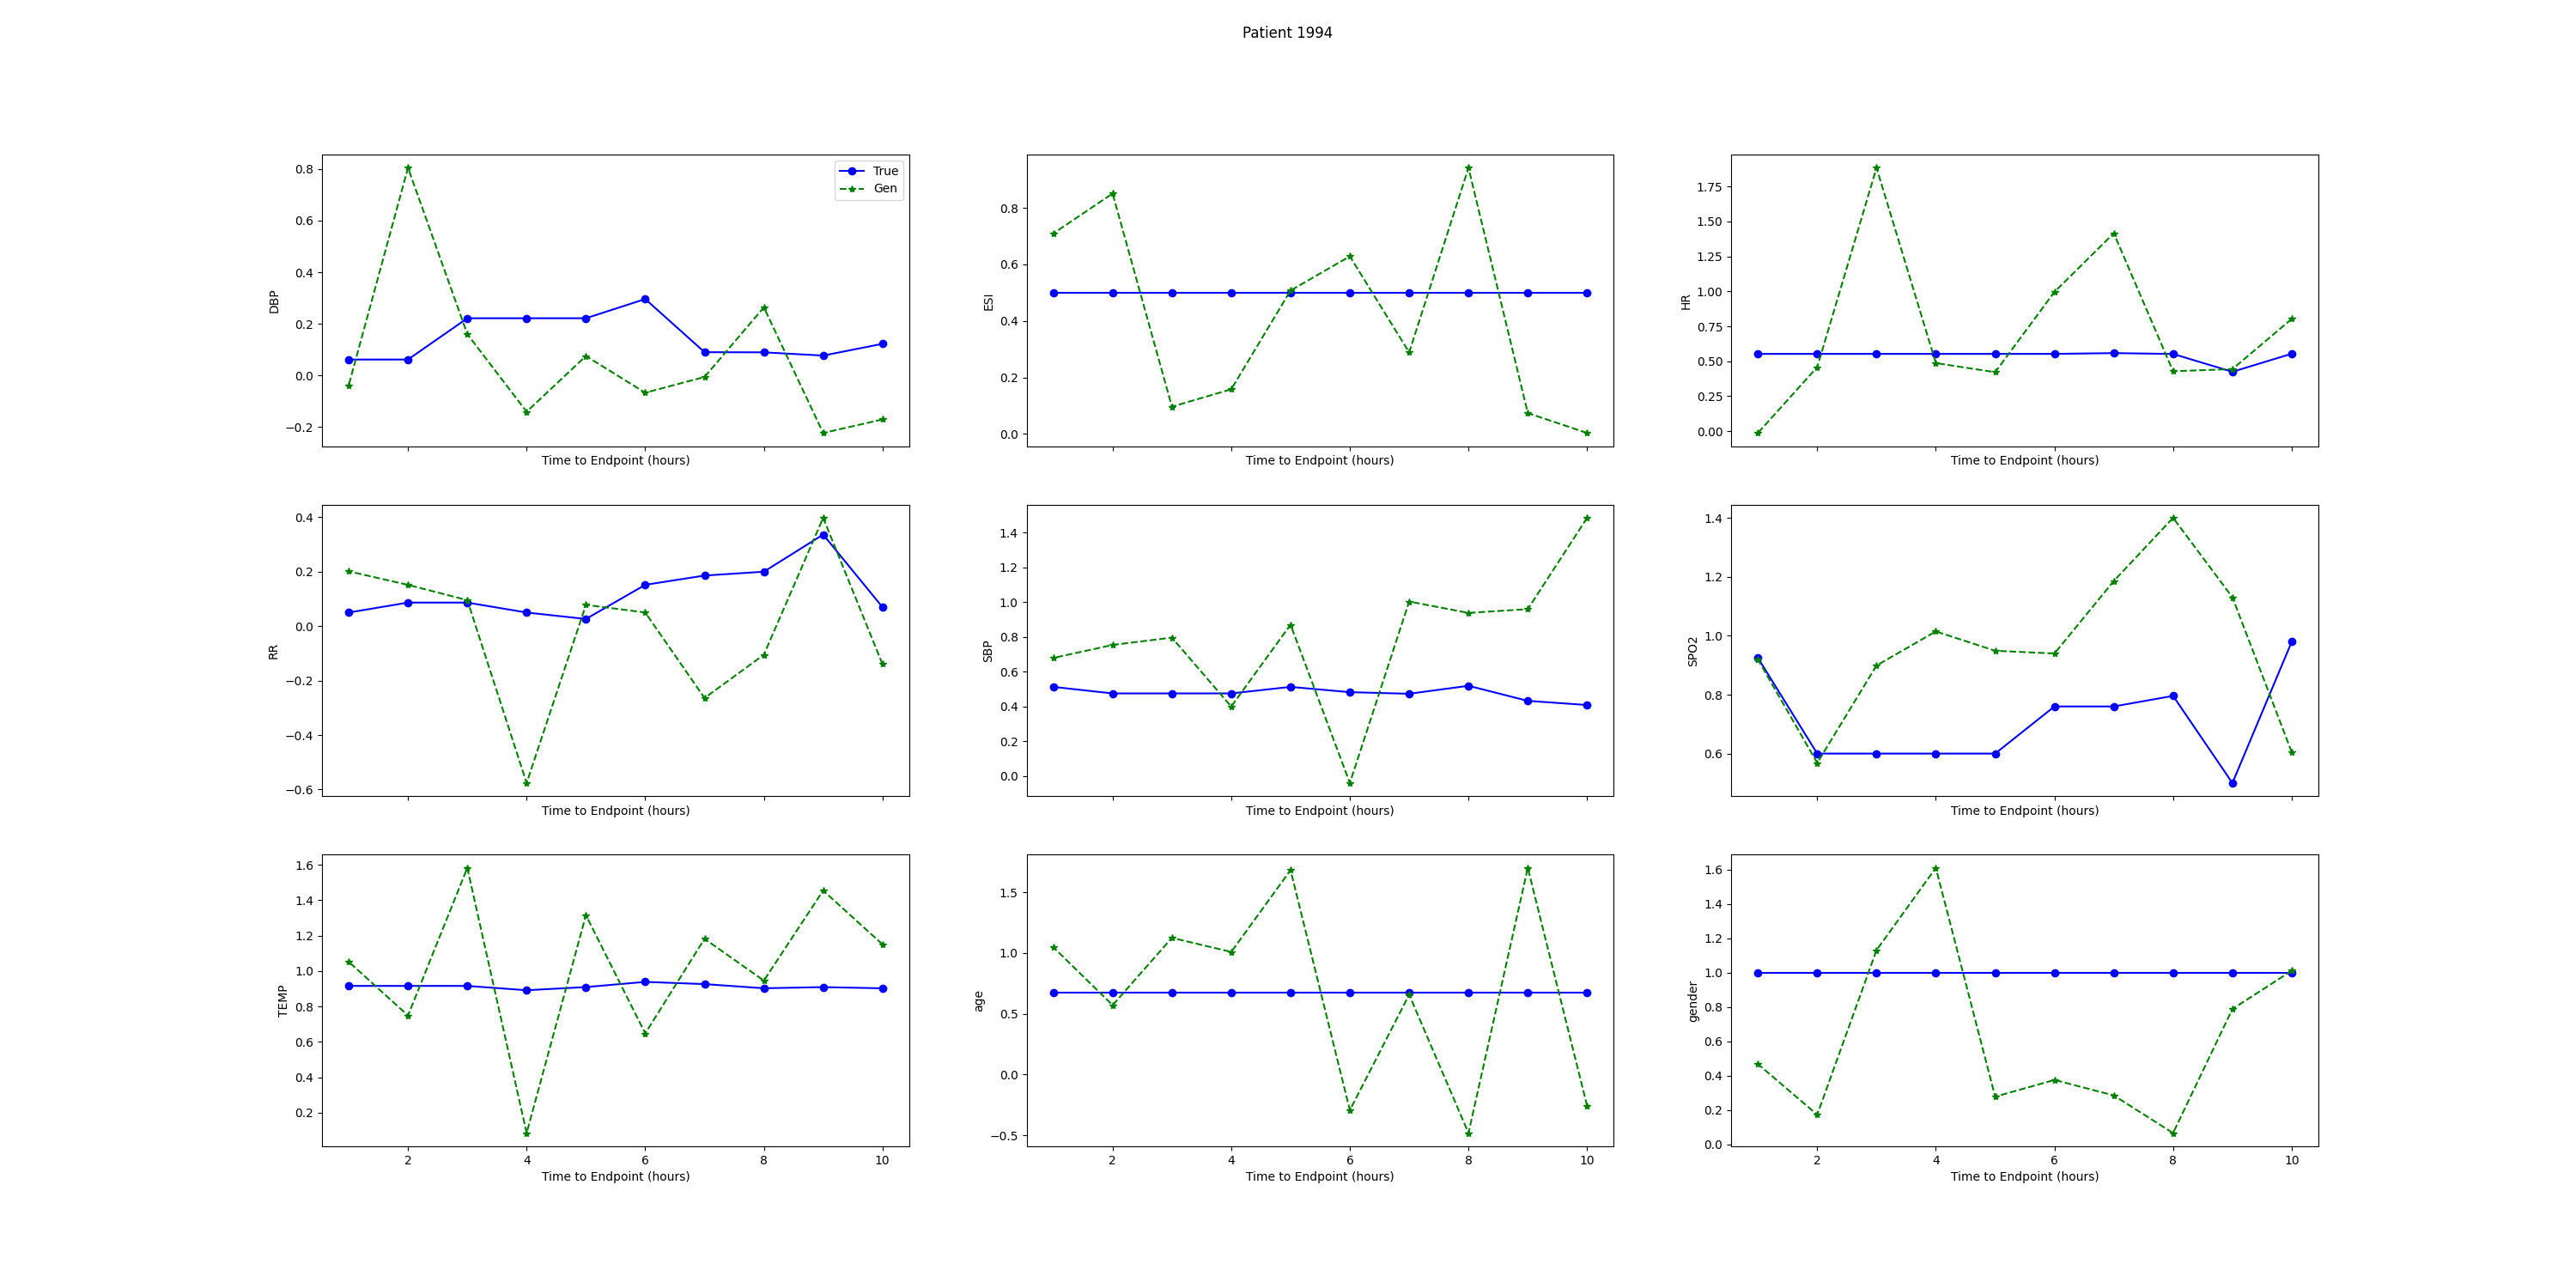 Patient 1994
DBP
0.8
0.6
0.4
0.2
0.0
−0.2
True
Gen
Time to Endpoint (hours)
ESI
0.8
0.6
0.4
0.2
0.0
Time to Endpoint (hours)
HR
1.75
1.50
1.25
1.00
0.75
0.50
0.25
0.00
Time to Endpoint (hours)
RR
0.4
0.2
0.0
−0.2
−0.4
−0.6
Time to Endpoint (hours)
SBP
1.4
1.2
1.0
0.8
0.6
0.4
0.2
0.0
Time to Endpoint (hours)
SPO2
1.4
1.2
1.0
0.8
0.6
Time to Endpoint (hours)
TEMP
1.6
1.4
1.2
1.0
0.8
0.6
0.4
0.2
2 4 6 8 10
Time to Endpoint (hours)
age
1.5
1.0
0.5
0.0
−0.5
2 4 6 8 10
Time to Endpoint (hours)
gender
1.6
1.4
1.2
1.0
0.8
0.6
0.4
0.2
0.0
2 4 6 8 10
Time to Endpoint (hours)